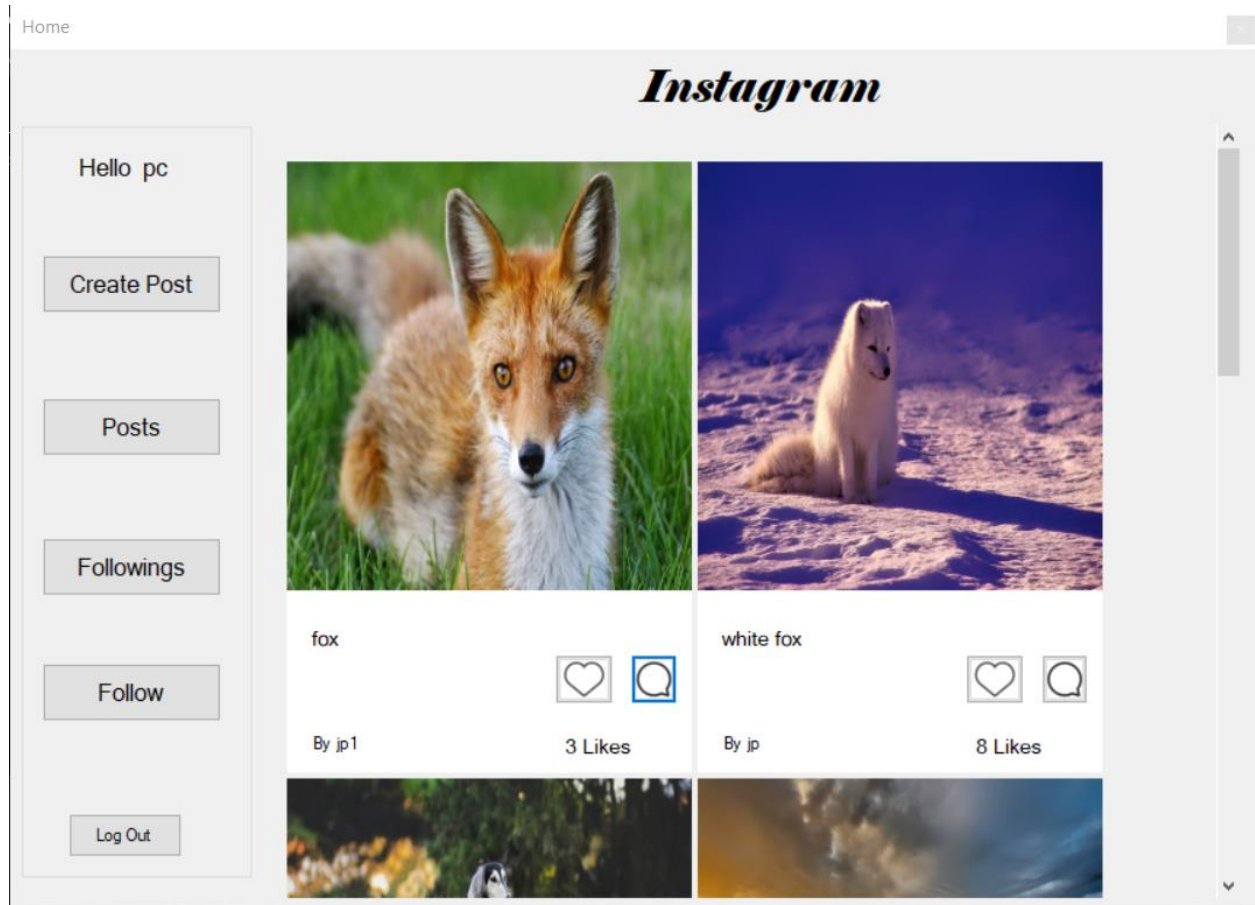 Home
Instagram
Hello pc
Create Post
Posts
Followings
Follow
Log Out
fox
By jp1
3 Likes
white fox
By jp
8 Likes